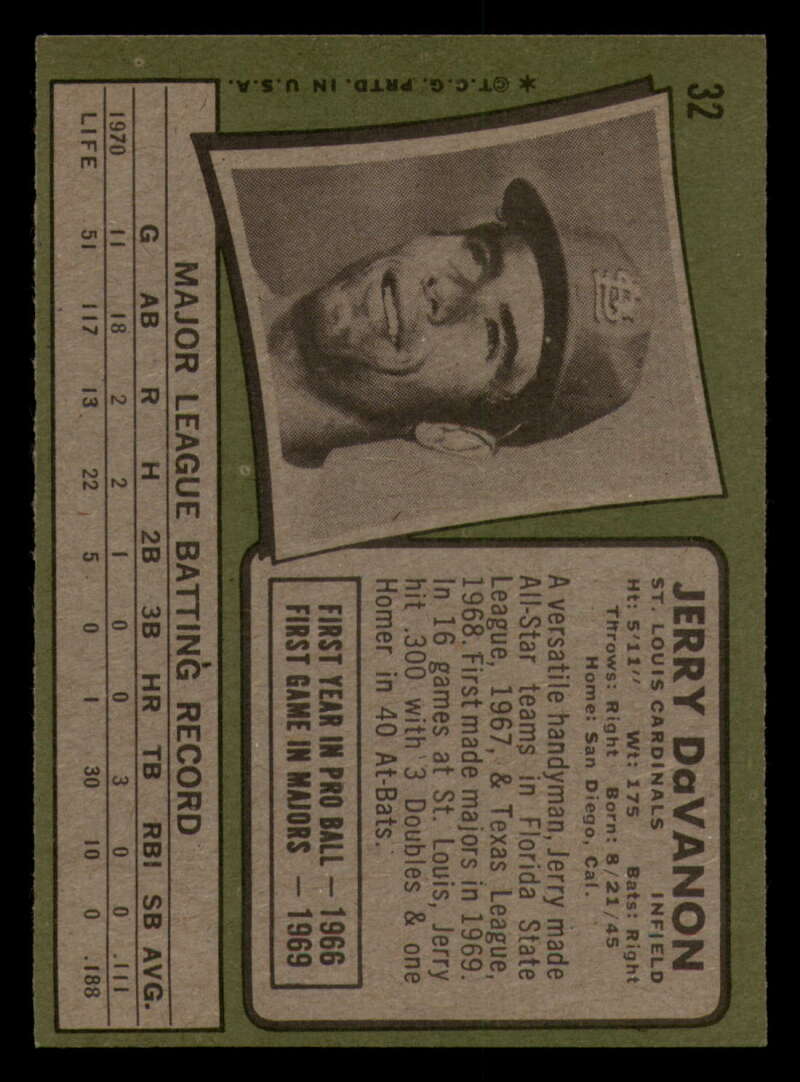 32
JERRY DaVANON
ST. LOUIS CARDINALS INFIELD
Ht: 5'11" Wt: 175 Bats: Right
Throws: Right Born: 8/21/45
Home: San Diego, Cal.
A versatile handyman, Jerry made
All-Star teams in Florida State
League, 1967, & Texas League,
1968. First made majors in 1969.
In 16 games at St. Louis, Jerry
hit .300 with 3 Doubles & one
Homer in 40 At-Bats.
FIRST YEAR IN PRO BALL — 1966
FIRST GAME IN MAJORS — 1969
✶ ©T.C.G. PRTD. IN U.S.A.
MAJOR LEAGUE BATTING RECORD
G AB R H 2B 3B HR TB RBI SB AVG.
1970 11 18 2 2 1 0 0 3 0 0 .111
LIFE 51 117 13 22 5 0 1 30 10 0 .188